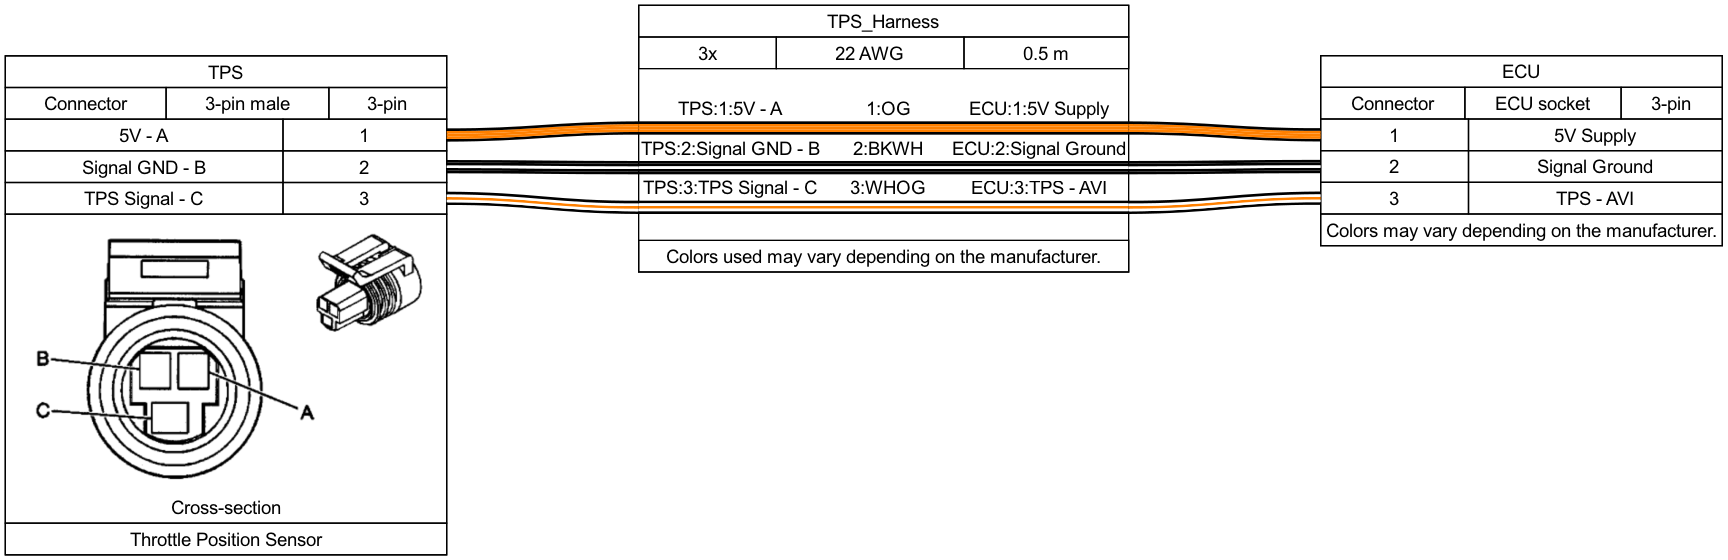 TPS
Connector 3-pin male 3-pin
5V - A 1
Signal GND - B 2
TPS Signal - C 3
B
C
A
Cross-section
Throttle Position Sensor
TPS_Harness
3x 22 AWG 0.5 m
TPS:1:5V - A 1:OG ECU:1:5V Supply
TPS:2:Signal GND - B 2:BKWH ECU:2:Signal Ground
TPS:3:TPS Signal - C 3:WHOG ECU:3:TPS - AVI
Colors used may vary depending on the manufacturer.
ECU
Connector ECU socket 3-pin
1 5V Supply
2 Signal Ground
3 TPS - AVI
Colors may vary depending on the manufacturer.